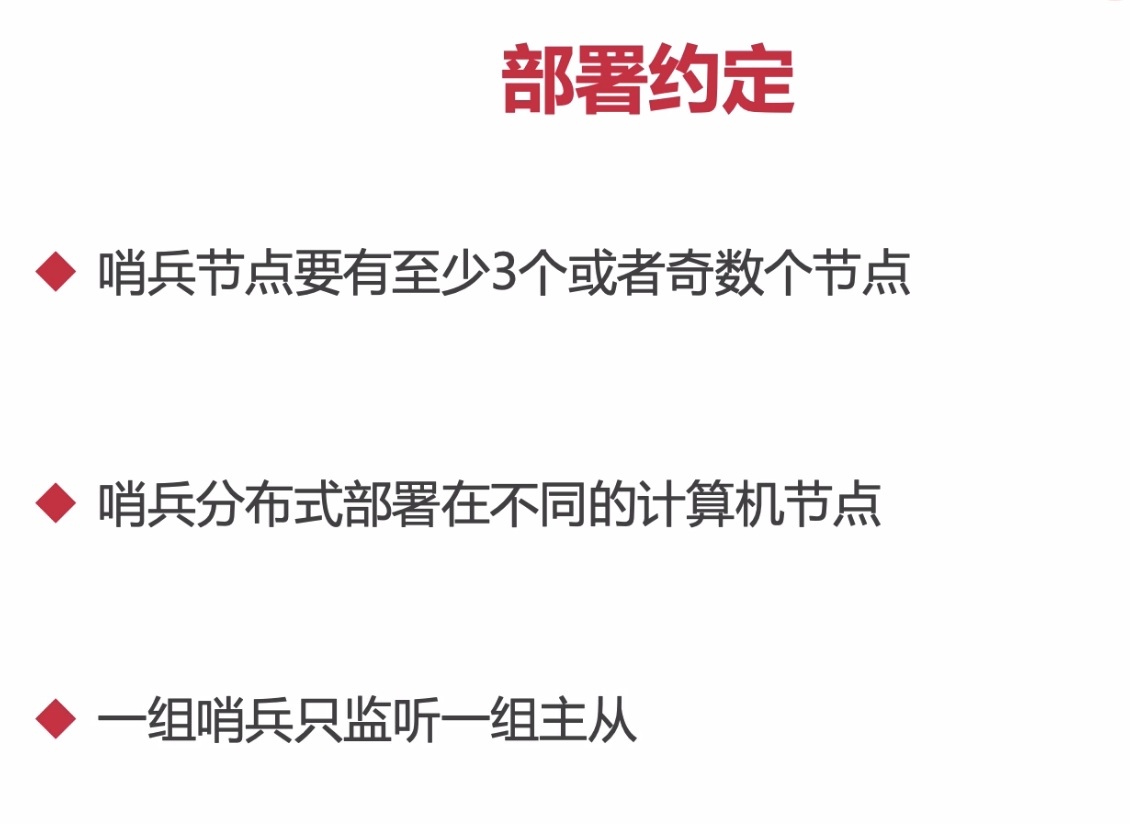 部署约定
哨兵节点要有至少3个或者奇数个节点
哨兵分布式部署在不同的计算机节点
一组哨兵只监听一组主从